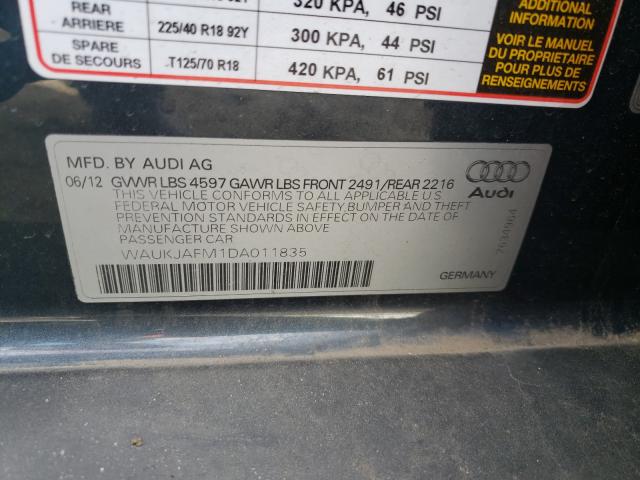 320 KPA, 46 PSI
REAR
ARRIERE 225/40 R18 92Y 300 KPA, 44 PSI
SPARE
DE SECOURS T125/70 R18 420 KPA, 61 PSI
ADDITIONAL
INFORMATION
VOIR LE MANUEL
DU PROPRIETAIRE
POUR PLUS DE
RENSEIGNEMENTS
MFD. BY AUDI AG
06/12 GVWR LBS 4597 GAWR LBS FRONT 2491/REAR 2216
THIS VEHICLE CONFORMS TO ALL APPLICABLE U.S
FEDERAL MOTOR VEHICLE SAFETY,BUMPER AND THEFT
PREVENTION STANDARDS IN EFFECT ON THE DATE OF
MANUFACTURE SHOWN ABOVE
PASSENGER CAR
WAUKJAFM1DA011835
Audi
7634964
GERMANY